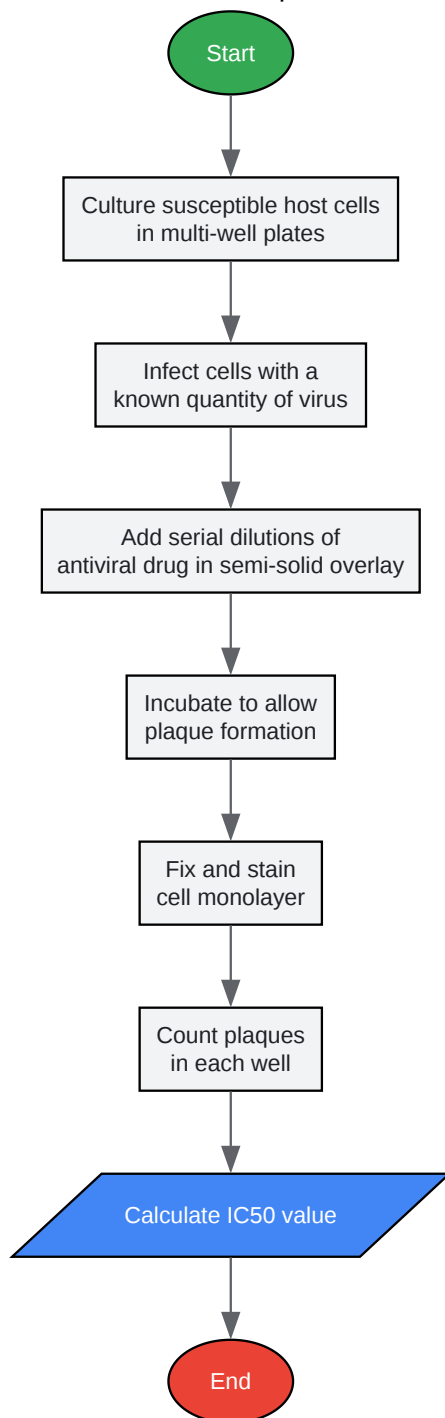 Start
Culture susceptible host cells
in multi-well plates
Infect cells with a
known quantity of virus
Add serial dilutions of
antiviral drug in semi-solid overlay
Incubate to allow
plaque formation
Fix and stain
cell monolayer
Count plaques
in each well
Calculate IC50 value
End